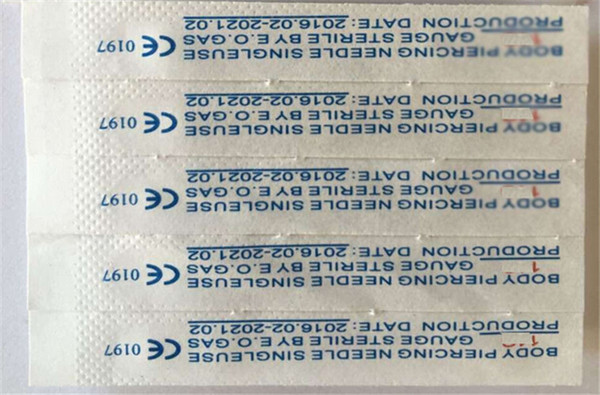 BODY PIERCING NEEDLE SINGLEUSE
GAUGE STERILE BY E.O.GAS CE 0197
PRODUCTION DATE: 2016.02-2021.02
BODY PIERCING NEEDLE SINGLEUSE
1 GAUGE STERILE BY E.O.GAS CE 0197
PRODUCTION DATE: 2016.02-2021.02
BODY PIERCING NEEDLE SINGLEUSE
1 GAUGE STERILE BY E.O.GAS CE 0197
PRODUCTION DATE: 2016.02-2021.02
BODY PIERCING NEEDLE SINGLEUSE
1 GAUGE STERILE BY E.O.GAS CE 0197
PRODUCTION DATE: 2016.02-2021.02
BODY PIERCING NEEDLE SINGLEUSE
1 GAUGE STERILE BY E.O.GAS CE 0197
PRODUCTION DATE: 2016.02-2021.02